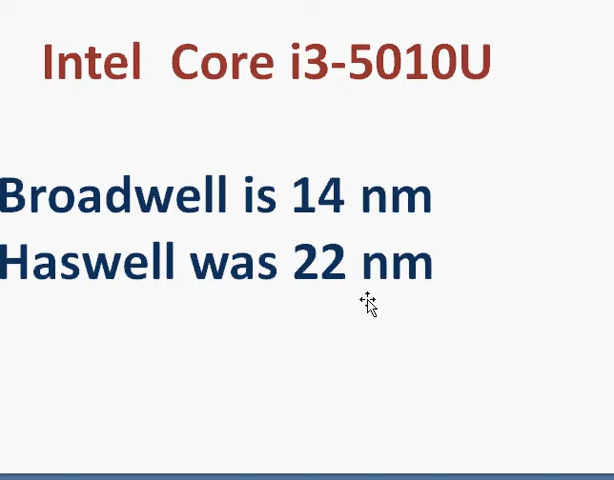 Intel Core i3-5010U
Broadwell is 14 nm
Haswell was 22 nm